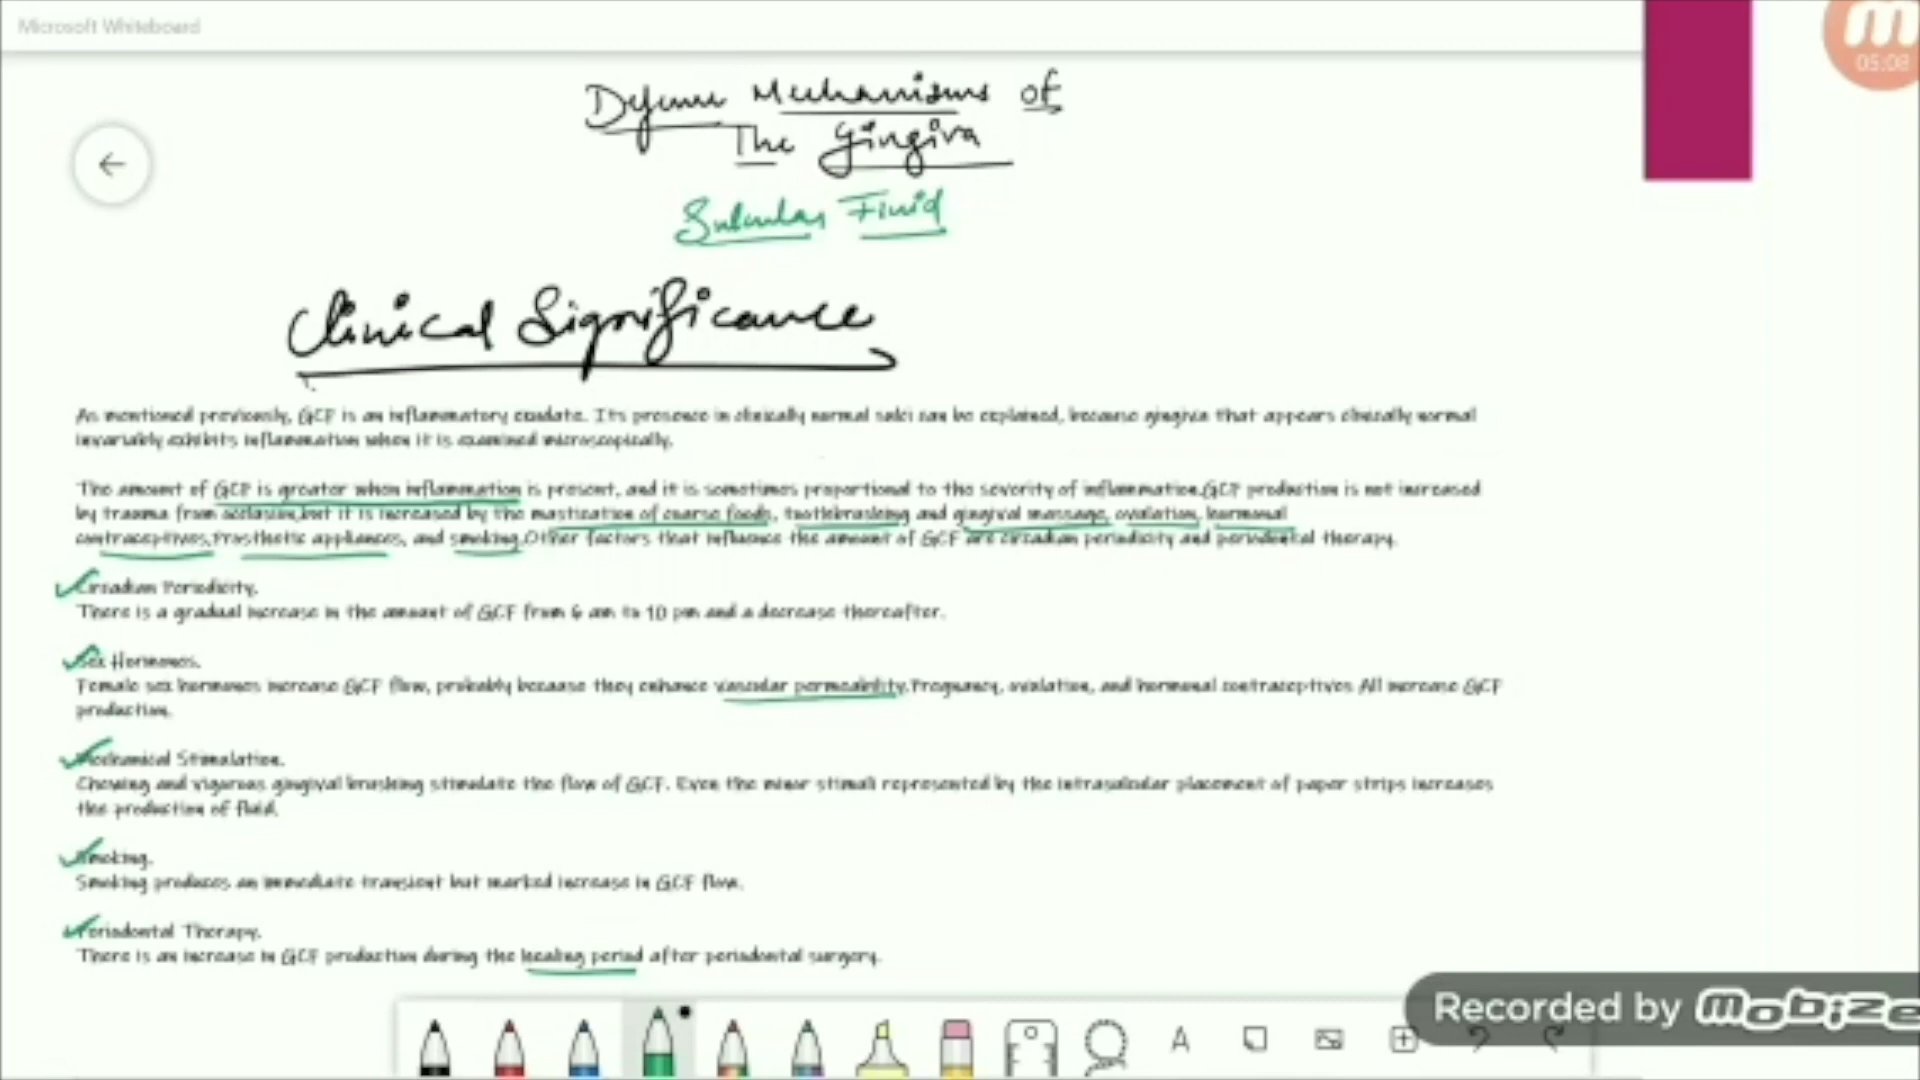 Microsoft Whiteboard
05:08
Defence Mechanisms of
The Gingiva
Sulcular Fluid
Clinical Significance
As mentioned previously, GCF is an inflammatory exudate. Its presence in clinically normal sulci can be explained, because gingiva that appears clinically normal
invariably exhibits inflammation when it is examined microscopically.
The amount of GCF is greater when inflammation is present, and it is sometimes proportional to the severity of inflammation.GCF production is not increased
by trauma from occlusion,but it is increased by the mastication of coarse foods, toothbrushing and gingival massage, ovulation, hormonal
contraceptives,Prosthetic appliances, and smoking.Other factors that influence the amount of GCF are circadian periodicity and periodontal therapy.
Circadian Periodicity.
There is a gradual increase in the amount of GCF from 6 am to 10 pm and a decrease thereafter.
Sex Hormones.
Female sex hormones increase GCF flow, probably because they enhance vascular permeability.Pregnancy, ovulation, and hormonal contraceptives All increase GCF
production.
Mechanical Stimulation.
Chewing and vigorous gingival brushing stimulate the flow of GCF. Even the minor stimuli represented by the intrasulcular placement of paper strips increases
the production of fluid.
Smoking.
Smoking produces an immediate transient but marked increase in GCF flow.
Periodontal Therapy.
There is an increase in GCF production during the healing period after periodontal surgery.
Recorded by mobize